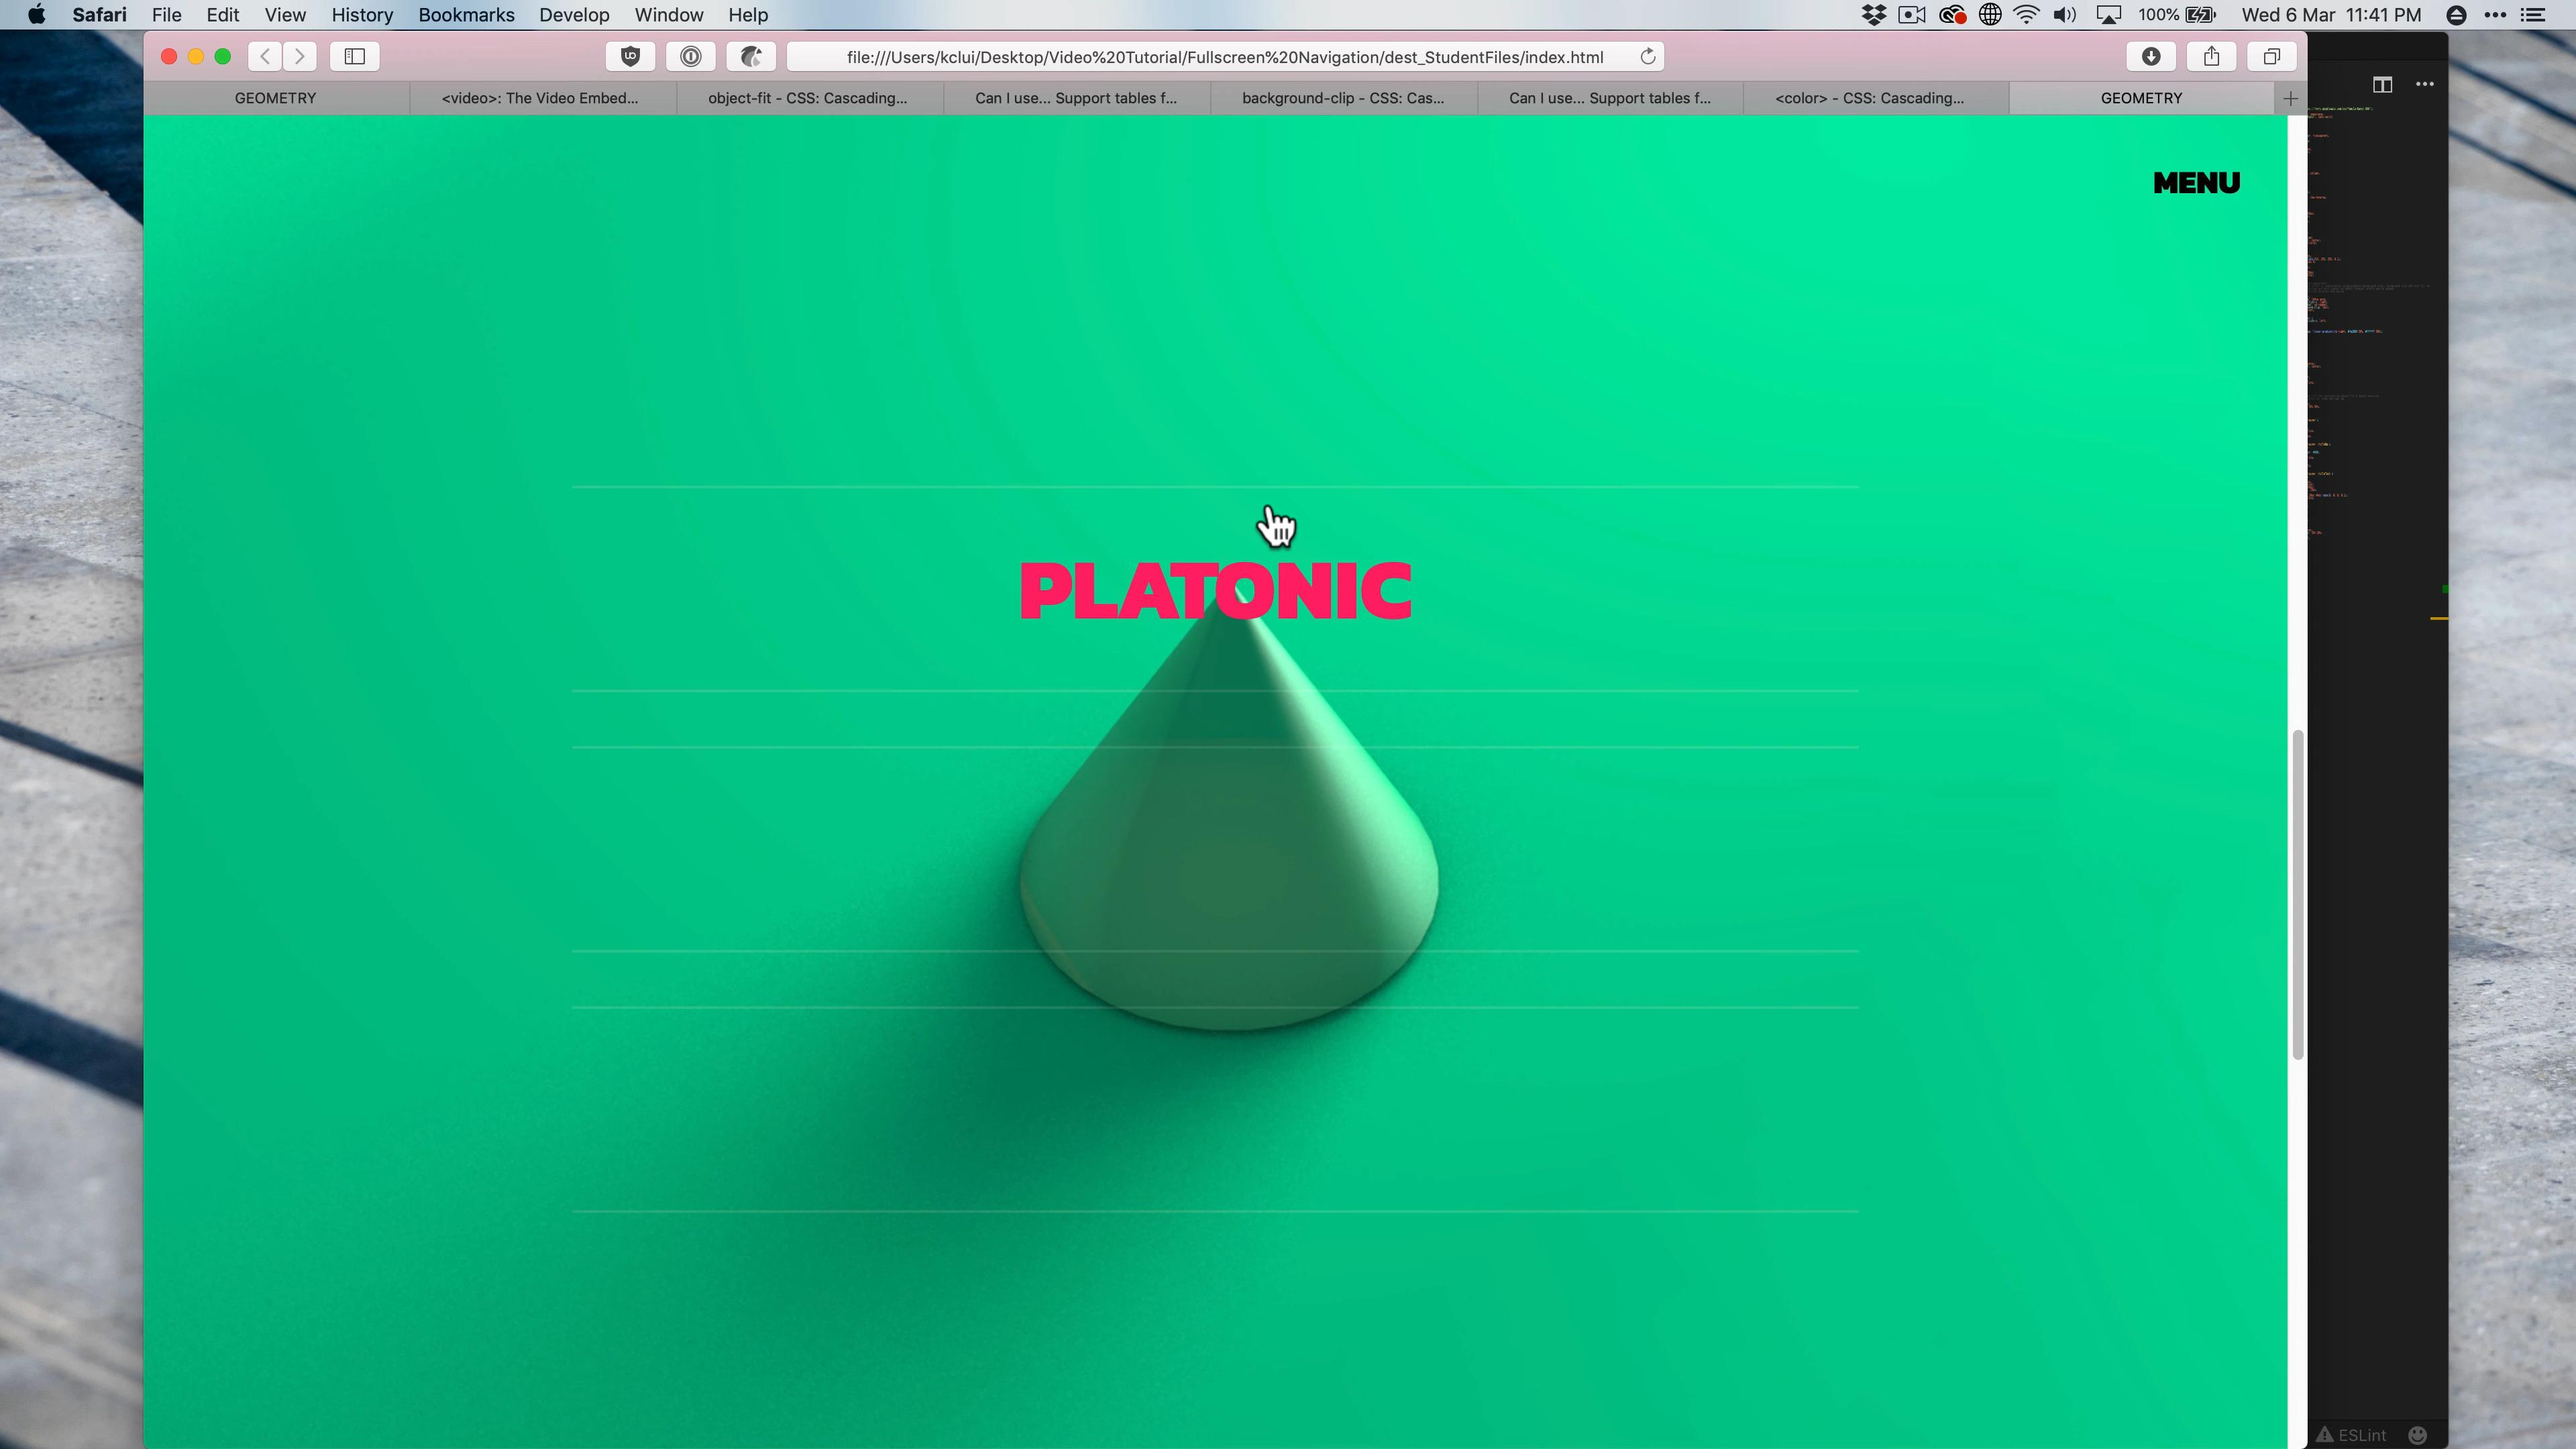 Safari File Edit View History Bookmarks Develop Window Help 100% Wed 6 Mar 11:41 PM
file:///Users/kclui/Desktop/Video%20Tutorial/Fullscreen%20Navigation/dest_StudentFiles/index.html
GEOMETRY <video>: The Video Embed... object-fit - CSS: Cascading... Can I use... Support tables f... background-clip - CSS: Cas... Can I use... Support tables f... <color> - CSS: Cascading... GEOMETRY
MENU
PLATONIC
ESLint